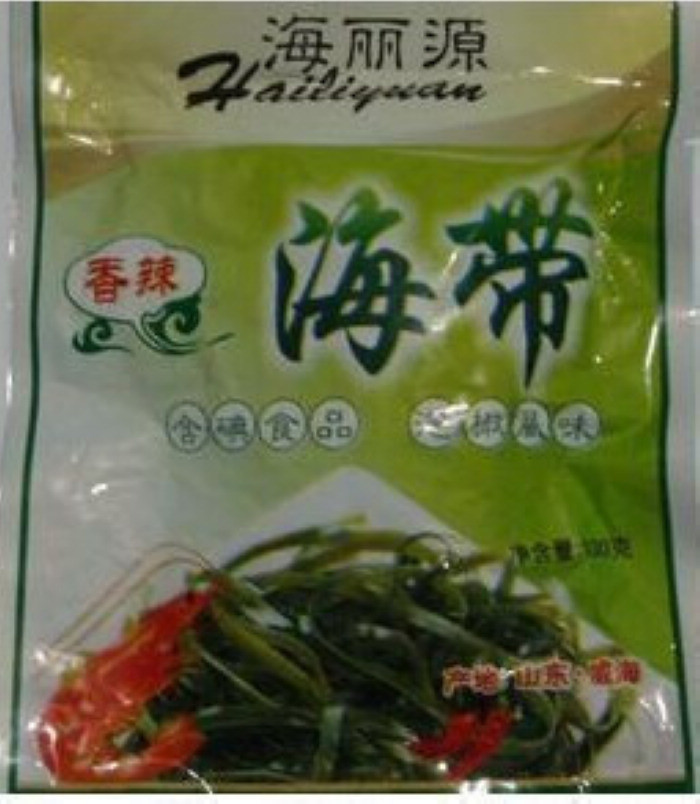 海丽源
Hailiyuan
海带
香辣
含碘食品 泡椒风味
净含量:100克
产地:山东·威海